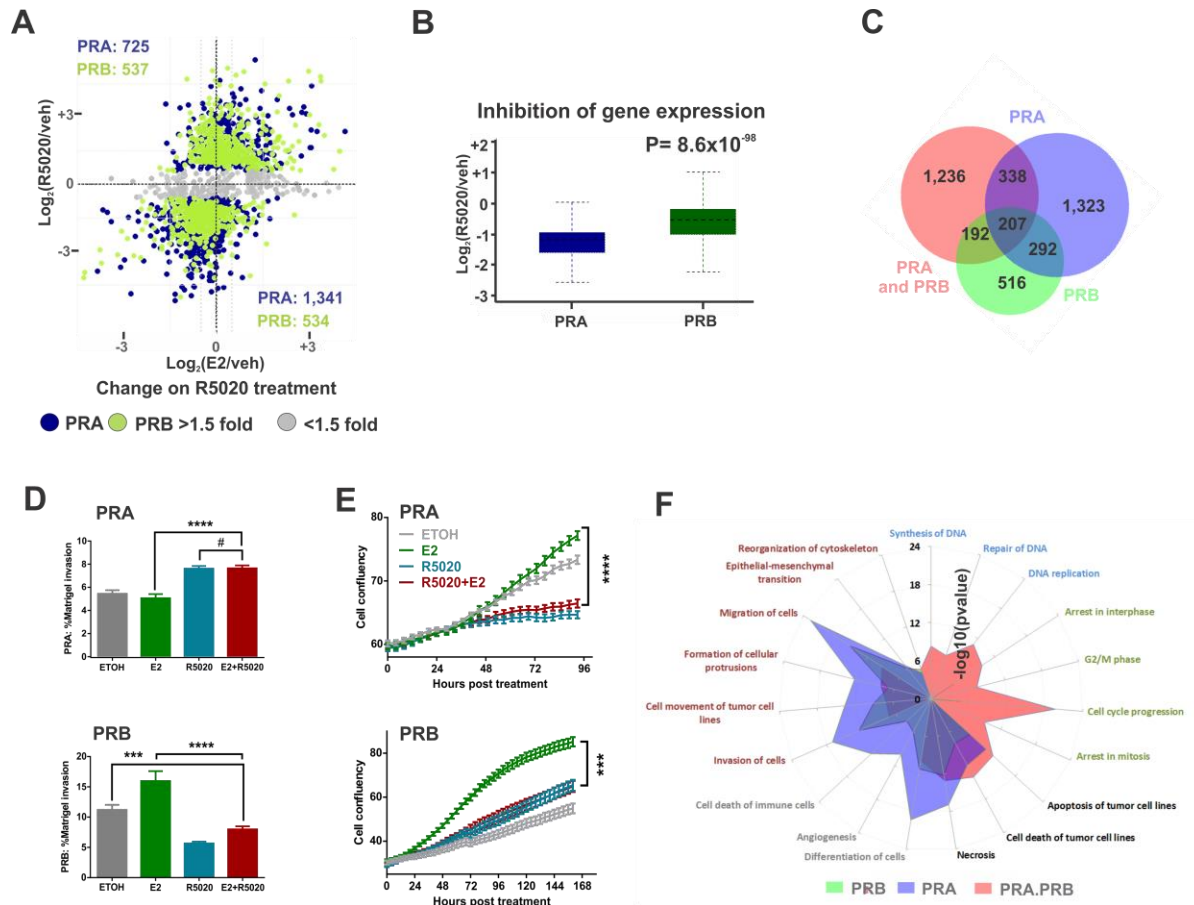 A
PRA: 725
PRB: 537
+3
0
-3
Log2(R5020/veh)
PRA: 1,341
PRB: 534
-3
0
+3
Log2(E2/veh)
Change on R5020 treatment
PRA
PRB >1.5 fold
<1.5 fold
B
Inhibition of gene expression
P= 8.6x10-98
+2
+1
0
-1
-2
-3
Log2(R5020/veh)
PRA
PRB
C
PRA
1,236
338
1,323
207
192
292
516
PRA
and PRB
PRB
D
PRA
****
#
10
8
6
4
2
0
PRA: %Matrigel invasion
ETOH
E2
R5020
E2+R5020
PRB
***
****
20
15
10
5
0
PRB: %Matrigel invasion
ETOH
E2
R5020
E2+R5020
E
PRA
ETOH
E2
R5020
R5020+E2
****
80
70
60
Cell confluency
0
24
48
72
96
Hours post treatment
PRB
***
80
60
40
Cell confluency
0
24
48
72
96
120
144
168
Hours post treatment
F
24
18
12
6
0
-log10(pvalue)
Synthesis of DNA
Repair of DNA
DNA replication
Arrest in interphase
G2/M phase
Cell cycle progression
Arrest in mitosis
Apoptosis of tumor cell lines
Cell death of tumor cell lines
Necrosis
Differentiation of cells
Angiogenesis
Cell death of immune cells
Invasion of cells
Cell movement of tumor
cell lines
Formation of cellular
protrusions
Migration of cells
Epithelial-mesenchymal
transition
Reorganization of cytoskeleton
PRB
PRA
PRA.PRB